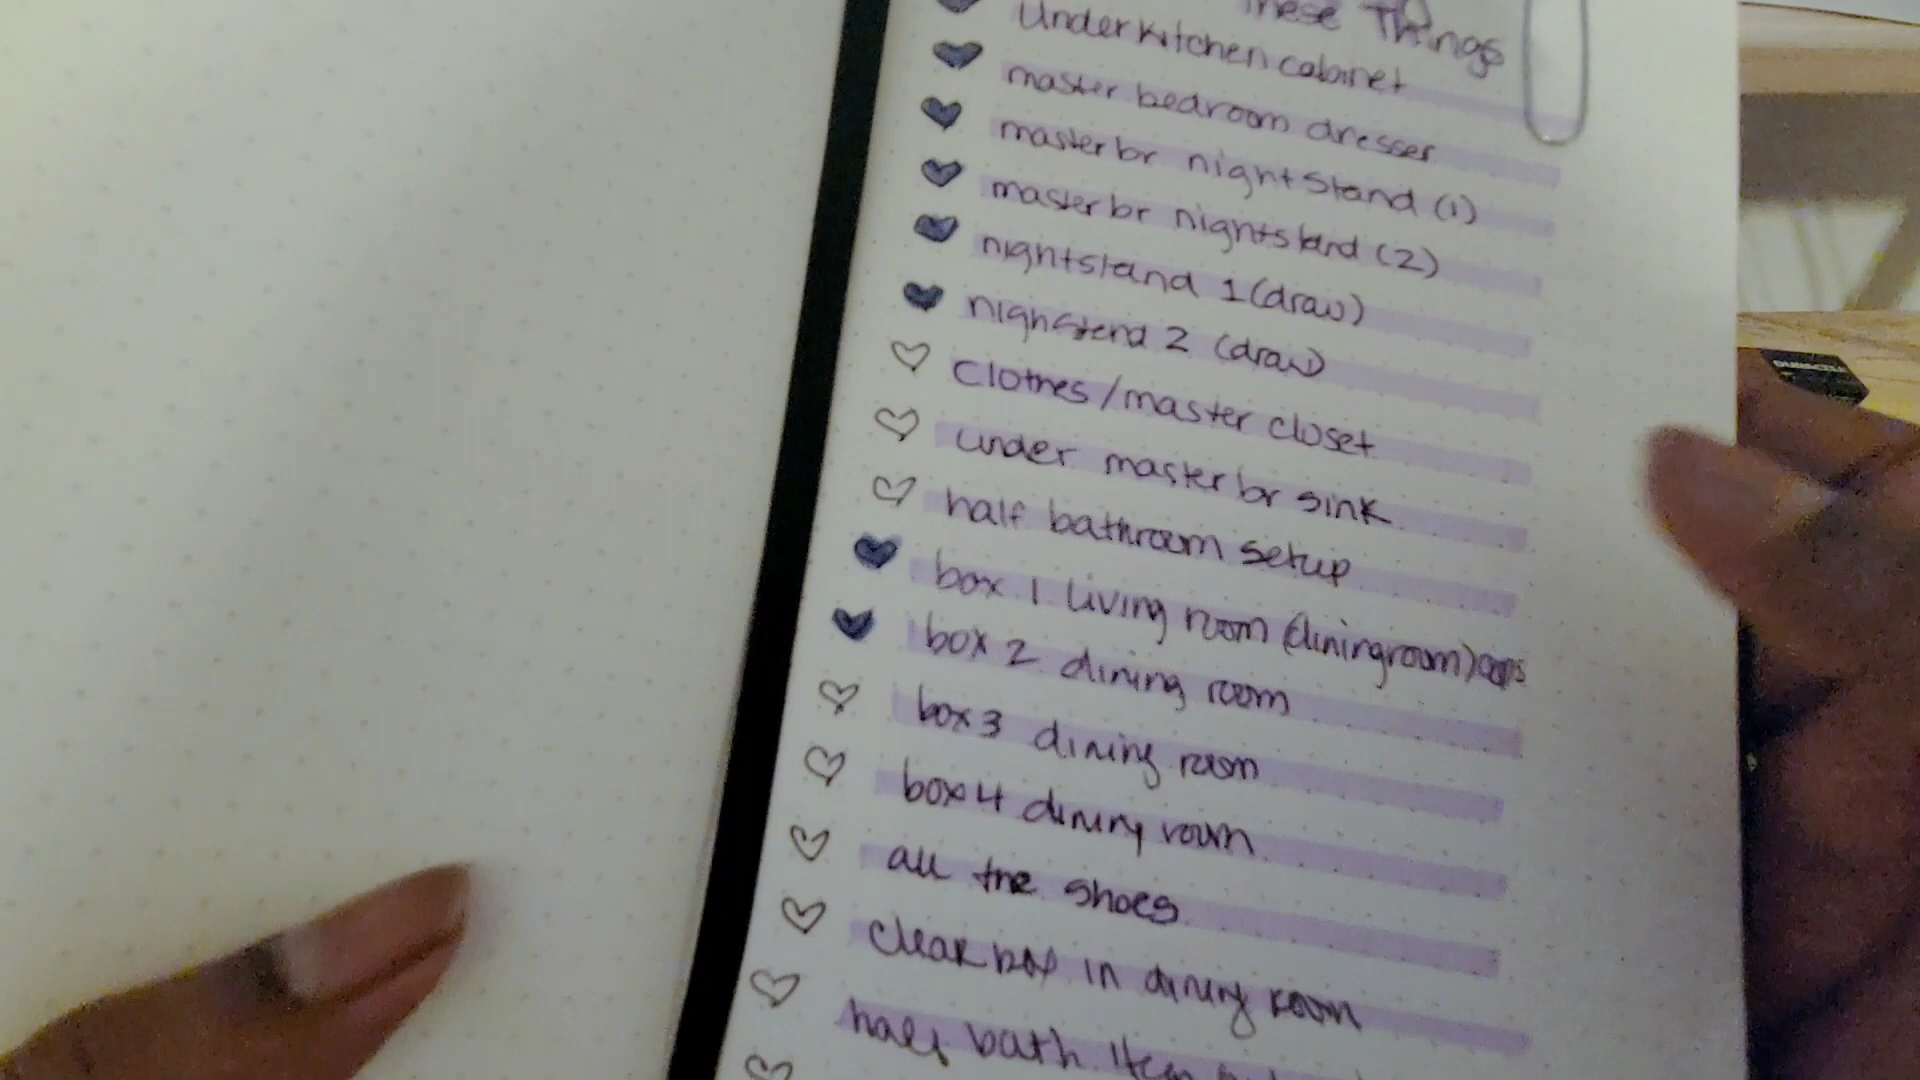 These Things
Under kitchen cabinet
master bedroom dresser
master br nightstand (1)
master br nightstand (2)
nightstand 1 (draw)
nighstend 2 (draw)
Clothes/master closet
under master br sink
half bathroom setup
box 1 living room (diningroom)
box 2 dining room
box 3 dining room
box 4 dining room
all the shoes
clear box in dining room
half bath item
DURACELL